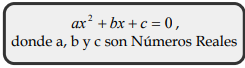 ax² + bx + c = 0 ,
donde a, b y c son Números Reales